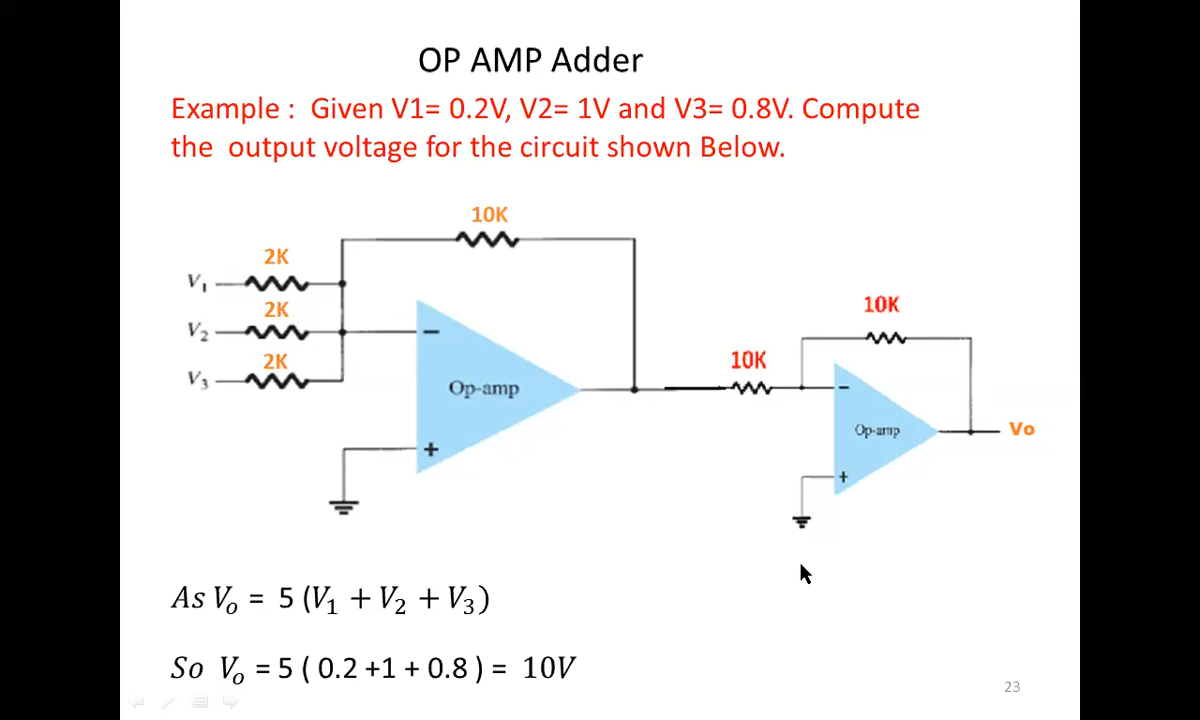 OP AMP Adder
Example : Given V1= 0.2V, V2= 1V and V3= 0.8V. Compute
the output voltage for the circuit shown Below.
10K
2K
V₁
2K
V₂
2K
V₃
Op-amp
−
+
10K
10K
Op-amp
−
+
Vo
As Vₒ = 5 (V₁ + V₂ + V₃)
So Vₒ = 5 ( 0.2 +1 + 0.8 ) = 10V
23